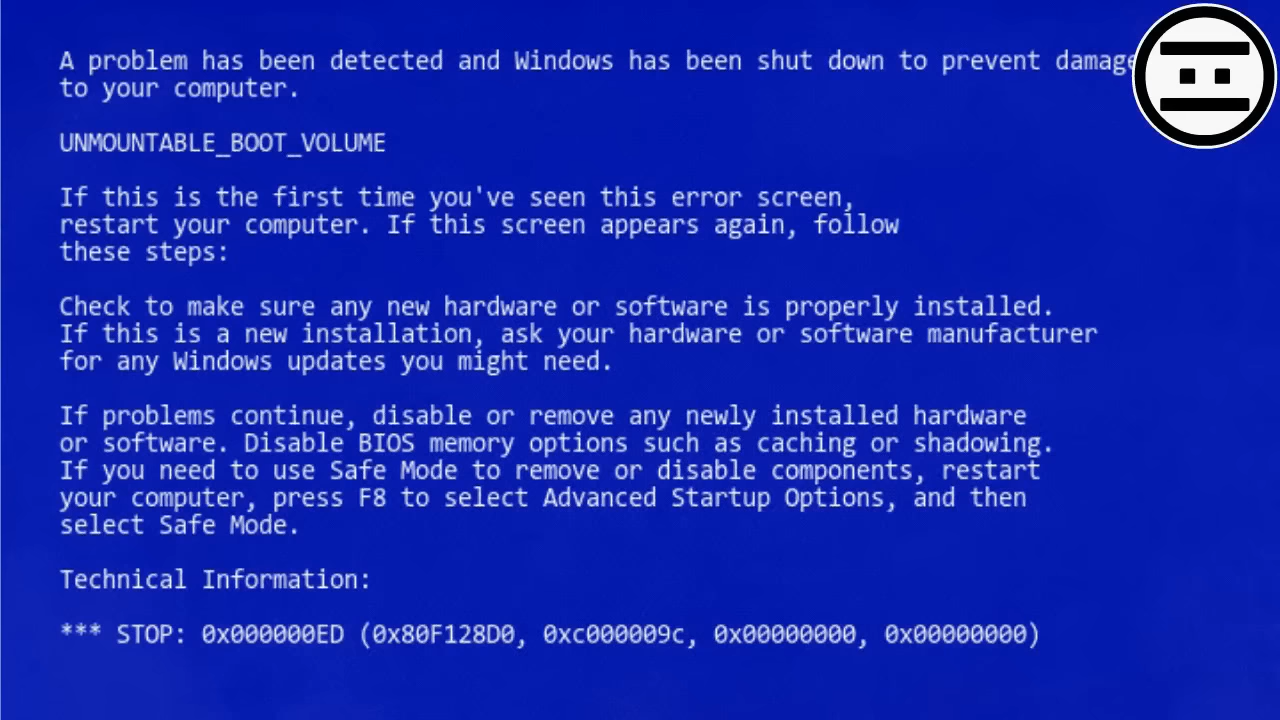 A problem has been detected and Windows has been shut down to prevent damage
to your computer.
UNMOUNTABLE_BOOT_VOLUME
If this is the first time you've seen this error screen,
restart your computer. If this screen appears again, follow
these steps:
Check to make sure any new hardware or software is properly installed.
If this is a new installation, ask your hardware or software manufacturer
for any Windows updates you might need.
If problems continue, disable or remove any newly installed hardware
or software. Disable BIOS memory options such as caching or shadowing.
If you need to use Safe Mode to remove or disable components, restart
your computer, press F8 to select Advanced Startup Options, and then
select Safe Mode.
Technical Information:
*** STOP: 0x000000ED (0x80F128D0, 0xc000009c, 0x00000000, 0x00000000)